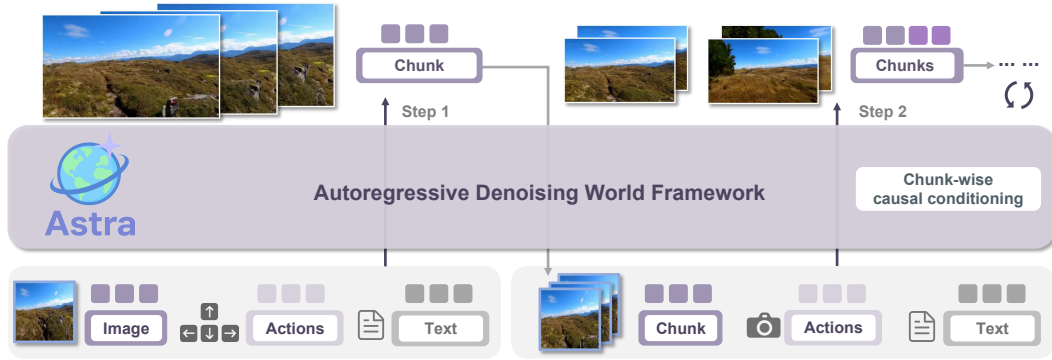 Chunk
Chunks
... ...
Step 1
Step 2
Astra
Autoregressive Denoising World Framework
Chunk-wise
causal conditioning
Image
Actions
Text
Chunk
Actions
Text